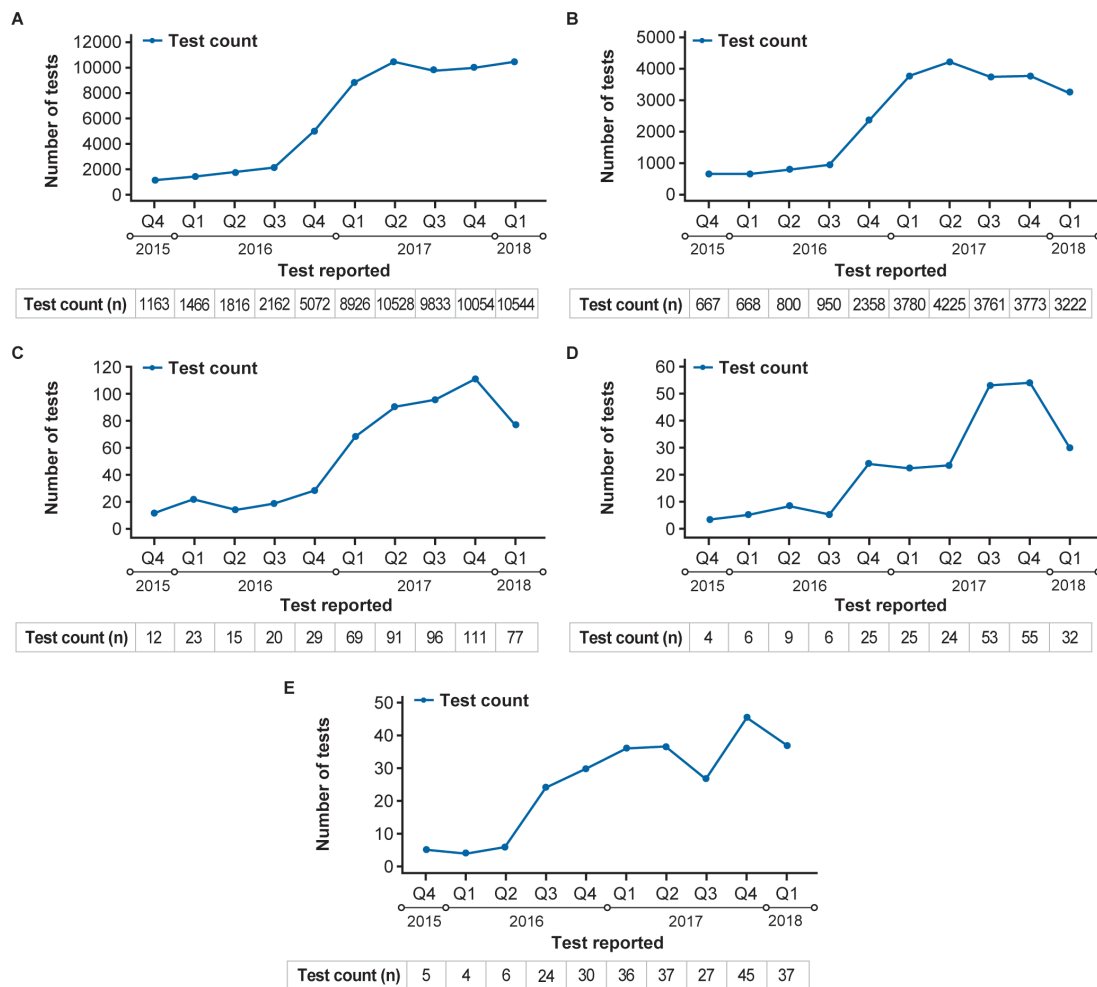 A
Test count
Number of tests
12000
10000
8000
6000
4000
2000
0
Q4 Q1 Q2 Q3 Q4 Q1 Q2 Q3 Q4 Q1
2015 2016 2017 2018
Test reported
Test count (n) 1163 1466 1816 2162 5072 8926 10528 9833 10054 10544
B
Test count
Number of tests
5000
4000
3000
2000
1000
0
Q4 Q1 Q2 Q3 Q4 Q1 Q2 Q3 Q4 Q1
2015 2016 2017 2018
Test reported
Test count (n) 667 668 800 950 2358 3780 4225 3761 3773 3222
C
Test count
Number of tests
120
100
80
60
40
20
0
Q4 Q1 Q2 Q3 Q4 Q1 Q2 Q3 Q4 Q1
2015 2016 2017 2018
Test reported
Test count (n) 12 23 15 20 29 69 91 96 111 77
D
Test count
Number of tests
60
50
40
30
20
10
0
Q4 Q1 Q2 Q3 Q4 Q1 Q2 Q3 Q4 Q1
2015 2016 2017 2018
Test reported
Test count (n) 4 6 9 6 25 25 24 53 55 32
E
Test count
Number of tests
50
40
30
20
10
0
Q4 Q1 Q2 Q3 Q4 Q1 Q2 Q3 Q4 Q1
2015 2016 2017 2018
Test reported
Test count (n) 5 4 6 24 30 36 37 27 45 37